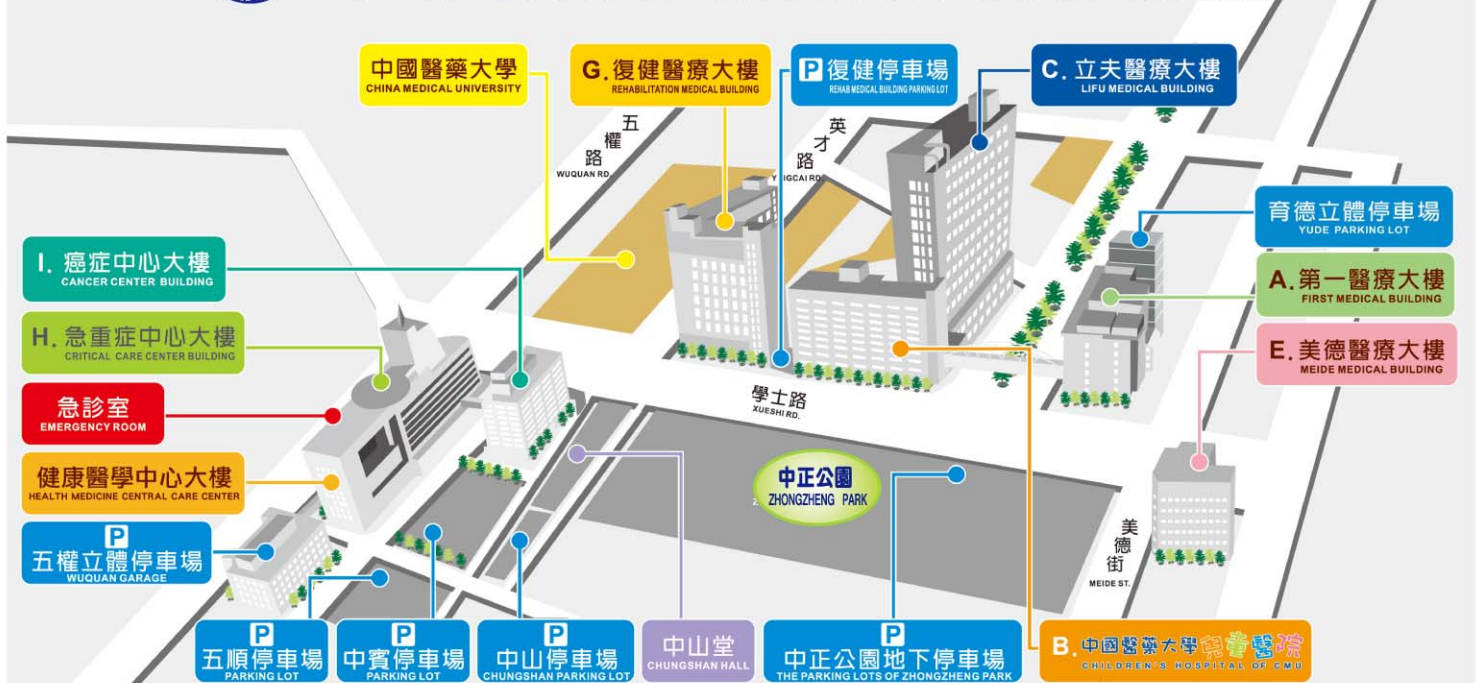 中國醫藥大學
CHINA MEDICAL UNIVERSITY
G.復健醫療大樓
REHABILITATION MEDICAL BUILDING
P復健停車場
REHAB MEDICAL BUILDING PARKING LOT
C.立夫醫療大樓
LIFU MEDICAL BUILDING
五權路
WUQUAN RD.
英才路
YINGCAI RD.
育德立體停車場
YUDE PARKING LOT
I. 癌症中心大樓
CANCER CENTER BUILDING
A.第一醫療大樓
FIRST MEDICAL BUILDING
H. 急重症中心大樓
CRITICAL CARE CENTER BUILDING
E.美德醫療大樓
MEIDE MEDICAL BUILDING
急診室
EMERGENCY ROOM
學士路
XUESHI RD.
健康醫學中心大樓
HEALTH MEDICINE CENTRAL CARE CENTER
中正公園
ZHONGZHENG PARK
P
五權立體停車場
WUQUAN GARAGE
美德街
MEIDE ST.
P
五順停車場
PARKING LOT
P
中賓停車場
PARKING LOT
P
中山停車場
CHUNGSHAN PARKING LOT
中山堂
CHUNGSHAN HALL
P
中正公園地下停車場
THE PARKING LOTS OF ZHONGZHENG PARK
B.中國醫藥大學兒童醫院
CHILDREN'S HOSPITAL OF CMU